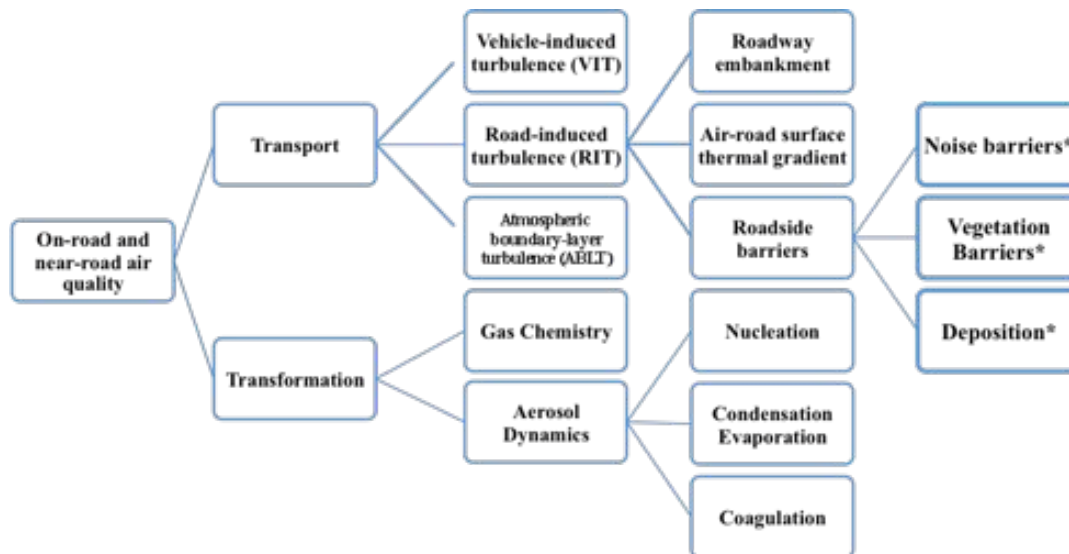 On-road and
near-road air
quality
Transport
Transformation
Vehicle-induced
turbulence (VIT)
Road-induced
turbulence (RIT)
Atmospheric
boundary-layer
turbulence (ABLT)
Gas Chemistry
Aerosol
Dynamics
Roadway
embankment
Air-road surface
thermal gradient
Roadside
barriers
Nucleation
Condensation
Evaporation
Coagulation
Noise barriers*
Vegetation
Barriers*
Deposition*